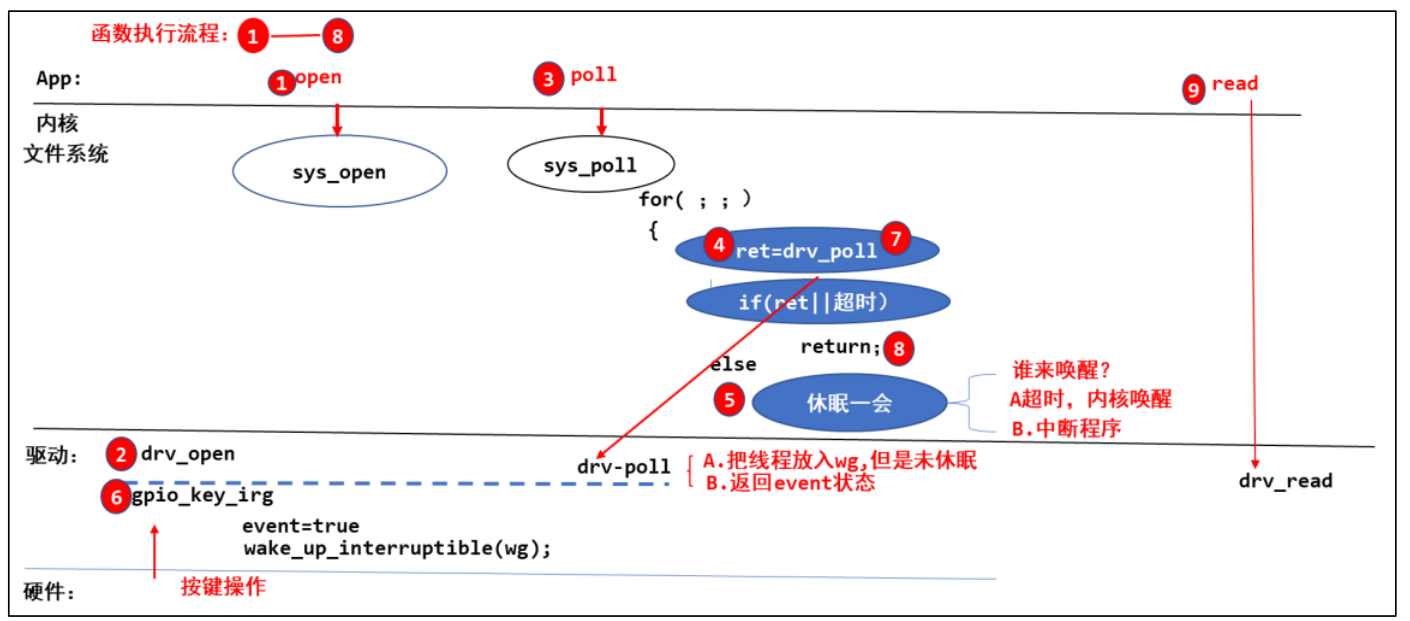 函数执行流程：1 8
App: 1 open 3 poll 9 read
内核
文件系统
sys_open
sys_poll
for( ; ; )
{
4 ret=drv_poll 7
if(ret||超时)
return; 8
else
5 休眠一会
谁来唤醒?
A超时，内核唤醒
B.中断程序
驱动: 2 drv_open
drv-poll
A.把线程放入wg,但是未休眠
B.返回event状态
drv_read
6 gpio_key_irg
event=true
wake_up_interruptible(wg);
按键操作
硬件: